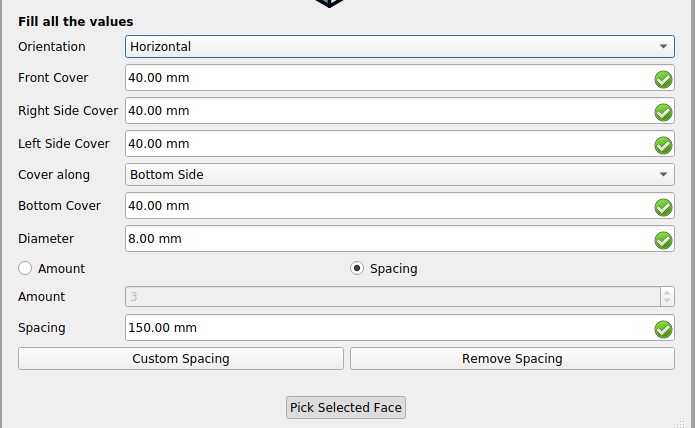 Fill all the values
Orientation Horizontal
Front Cover 40.00 mm
Right Side Cover 40.00 mm
Left Side Cover 40.00 mm
Cover along Bottom Side
Bottom Cover 40.00 mm
Diameter 8.00 mm
Amount Spacing
Amount 3
Spacing 150.00 mm
Custom Spacing Remove Spacing
Pick Selected Face